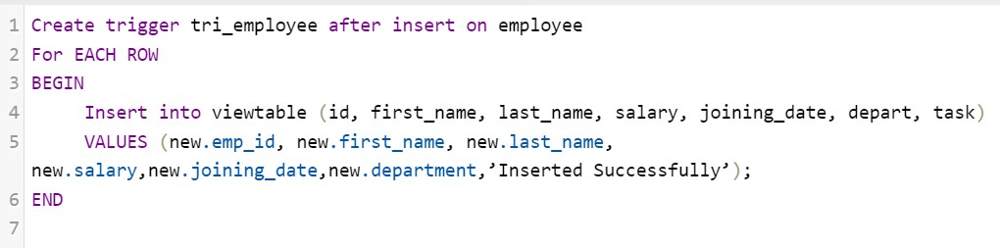 1 Create trigger tri_employee after insert on employee
2 For EACH ROW
3 BEGIN
4 Insert into viewtable (id, first_name, last_name, salary, joining_date, depart, task)
5 VALUES (new.emp_id, new.first_name, new.last_name,
new.salary,new.joining_date,new.department,’Inserted Successfully’);
6 END
7